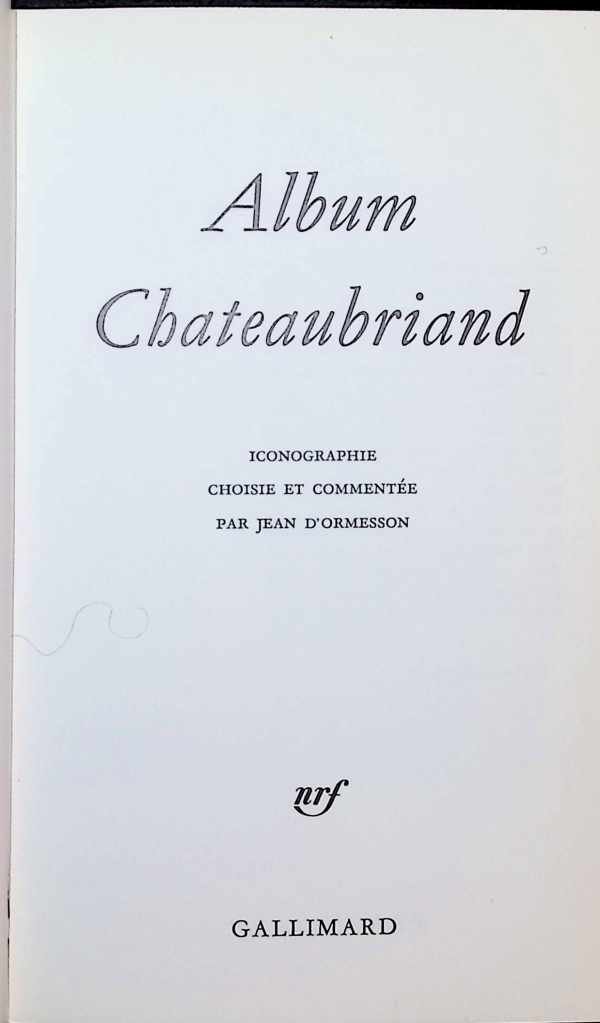 Album
Chateaubriand
ICONOGRAPHIE
CHOISIE ET COMMENTÉE
PAR JEAN D'ORMESSON
nrf
GALLIMARD